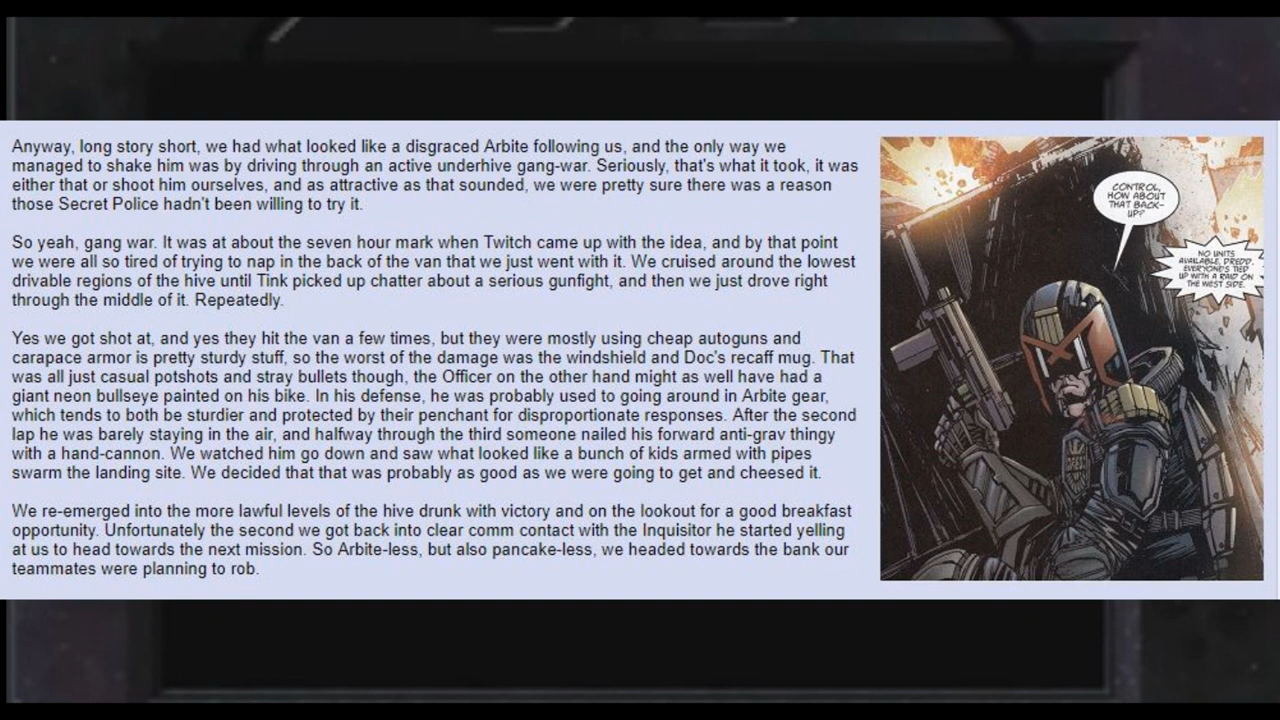 Anyway, long story short, we had what looked like a disgraced Arbite following us, and the only way we
managed to shake him was by driving through an active underhive gang-war. Seriously, that's what it took, it was
either that or shoot him ourselves, and as attractive as that sounded, we were pretty sure there was a reason
those Secret Police hadn't been willing to try it.
So yeah, gang war. It was at about the seven hour mark when Twitch came up with the idea, and by that point
we were all so tired of trying to nap in the back of the van that we just went with it. We cruised around the lowest
drivable regions of the hive until Tink picked up chatter about a serious gunfight, and then we just drove right
through the middle of it. Repeatedly.
Yes we got shot at, and yes they hit the van a few times, but they were mostly using cheap autoguns and
carapace armor is pretty sturdy stuff, so the worst of the damage was the windshield and Doc's recaff mug. That
was all just casual potshots and stray bullets though, the Officer on the other hand might as well have had a
giant neon bullseye painted on his bike. In his defense, he was probably used to going around in Arbite gear,
which tends to both be sturdier and protected by their penchant for disproportionate responses. After the second
lap he was barely staying in the air, and halfway through the third someone nailed his forward anti-grav thingy
with a hand-cannon. We watched him go down and saw what looked like a bunch of kids armed with pipes
swarm the landing site. We decided that that was probably as good as we were going to get and cheesed it.
We re-emerged into the more lawful levels of the hive drunk with victory and on the lookout for a good breakfast
opportunity. Unfortunately the second we got back into clear comm contact with the Inquisitor he started yelling
at us to head towards the next mission. So Arbite-less, but also pancake-less, we headed towards the bank our
teammates were planning to rob.
CONTROL,
HOW ABOUT
THAT BACK-
UP?
NO UNITS
AVAILABLE, DREDD.
EVERYONE'S TIED
UP WITH A RAID ON
THE WEST SIDE.